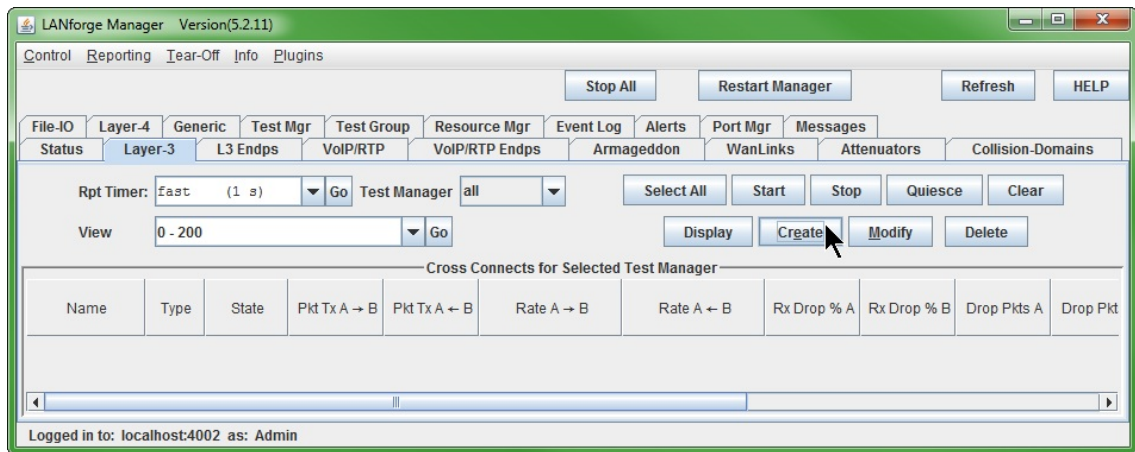 LANforge Manager Version(5.2.11)
Control Reporting Tear-Off Info Plugins
Stop All Restart Manager Refresh HELP
File-IO Layer-4 Generic Test Mgr Test Group Resource Mgr Event Log Alerts Port Mgr Messages
Status Layer-3 L3 Endps VoIP/RTP VoIP/RTP Endps Armageddon WanLinks Attenuators Collision-Domains
Rpt Timer: fast (1 s) Go Test Manager all Select All Start Stop Quiesce Clear
View 0 - 200 Go Display Create Modify Delete
Cross Connects for Selected Test Manager
Name Type State Pkt Tx A → B Pkt Tx A ← B Rate A → B Rate A ← B Rx Drop % A Rx Drop % B Drop Pkts A Drop Pkt
Logged in to: localhost:4002 as: Admin